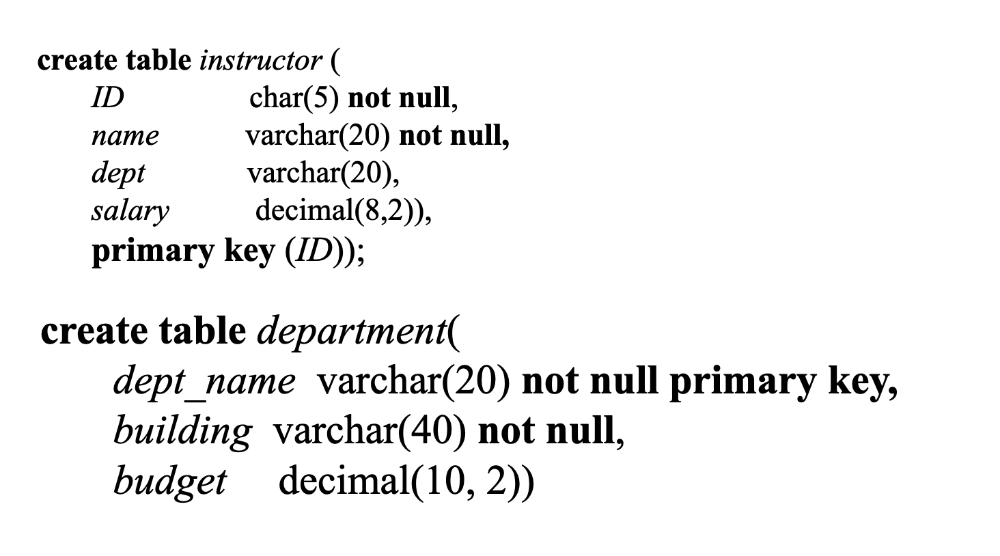 create table instructor (
ID char(5) not null,
name varchar(20) not null,
dept varchar(20),
salary decimal(8,2)),
primary key (ID));
create table department(
dept_name varchar(20) not null primary key,
building varchar(40) not null,
budget decimal(10, 2))